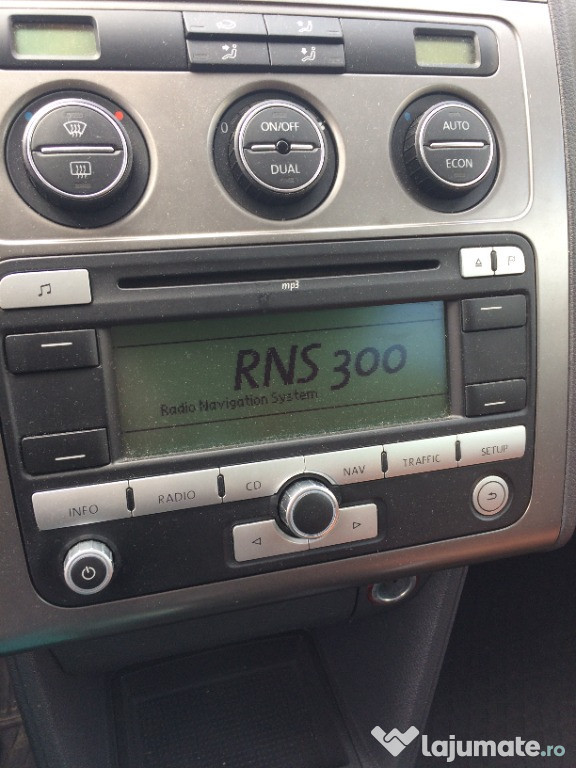 ON/OFF
AUTO
DUAL
ECON
mp3
RNS 300
Radio Navigation System
INFO
RADIO
CD
NAV
TRAFFIC
SETUP
0
lajumate.ro